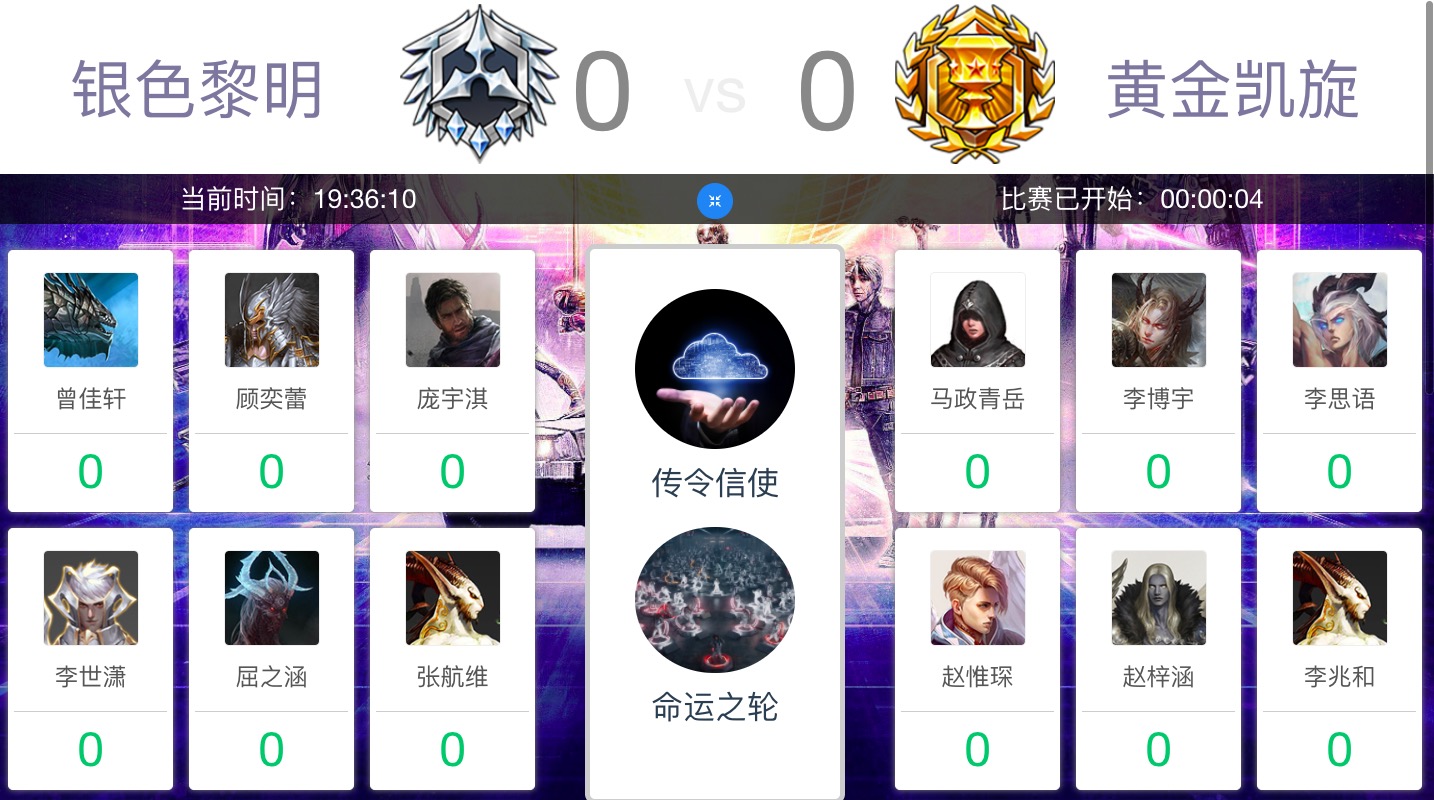 银色黎明
0
vs
0
黄金凯旋
当前时间：19:36:10
比赛已开始：00:00:04
曾佳轩
0
顾奕蕾
0
庞宇淇
0
李世潇
0
屈之涵
0
张航维
0
传令信使
命运之轮
马政青岳
0
李博宇
0
李思语
0
赵惟琛
0
赵梓涵
0
李兆和
0